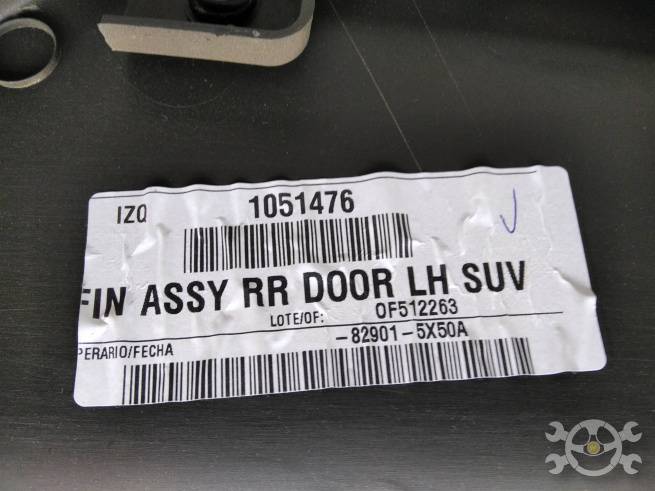 IZQ 1051476
FIN ASSY RR DOOR LH SUV
LOTE/OF: OF512263
PERARIO/FECHA -82901-5X50A